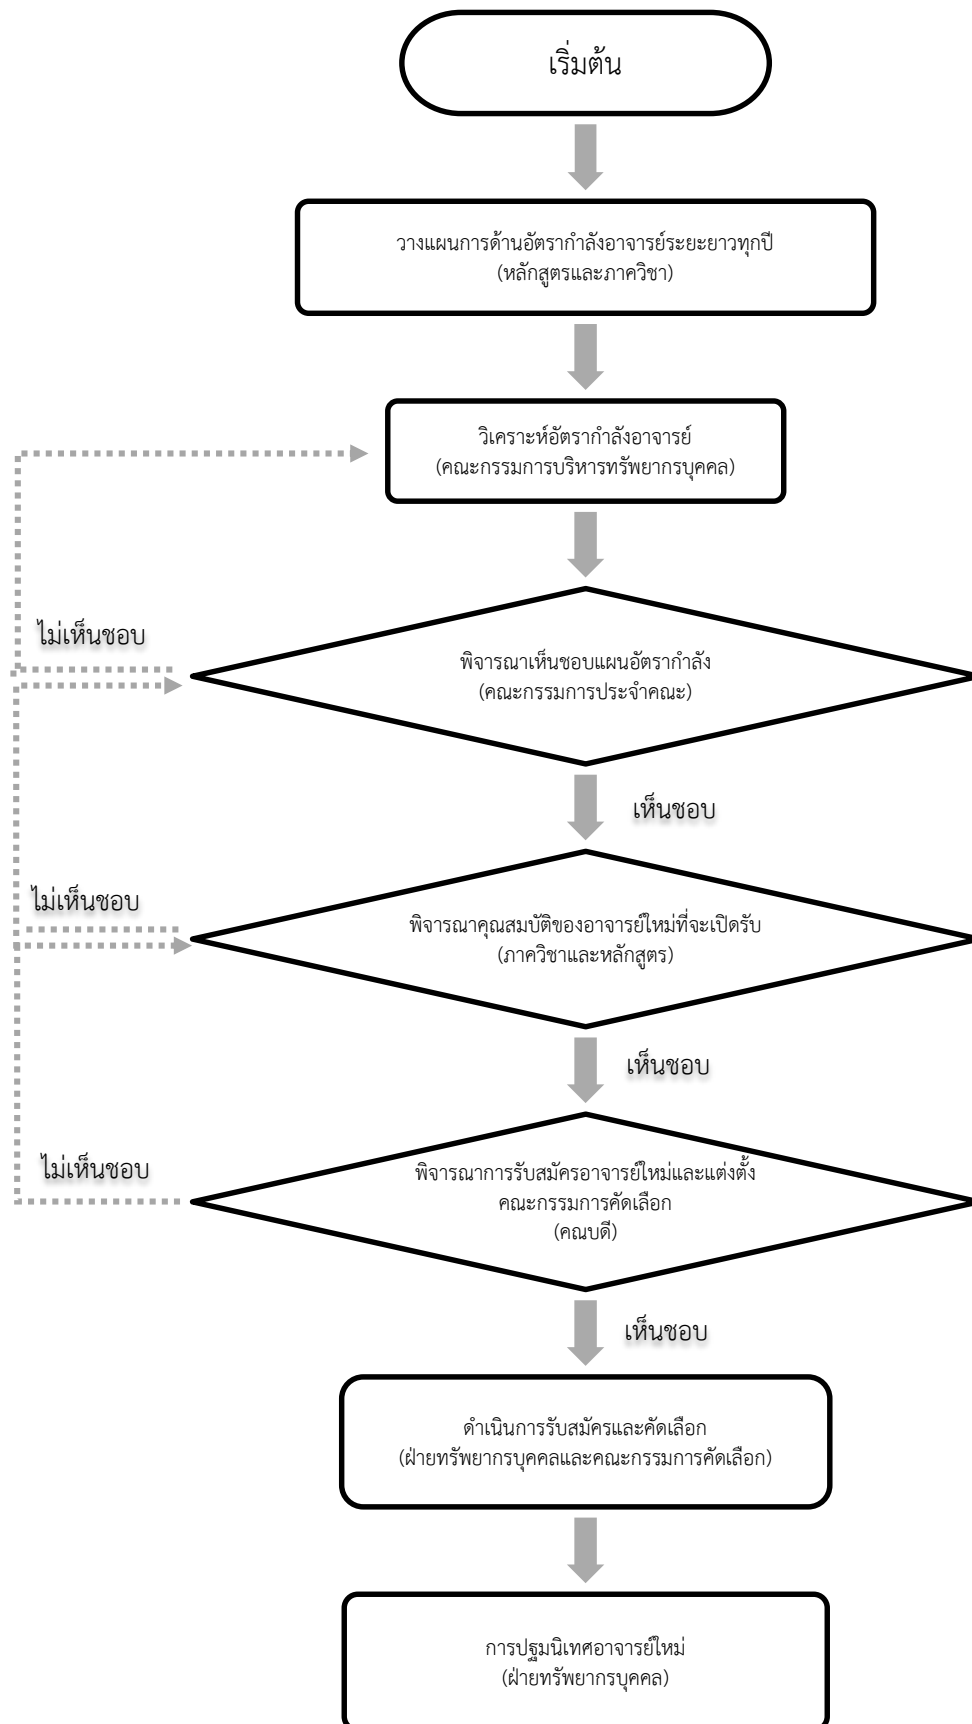 เริ่มต้น
วางแผนการด้านอัตรากำลังอาจารย์ระยะยาวทุกปี
(หลักสูตรและภาควิชา)
วิเคราะห์อัตรากำลังอาจารย์
(คณะกรรมการบริหารทรัพยากรบุคคล)
ไม่เห็นชอบ
พิจารณาเห็นชอบแผนอัตรากำลัง
(คณะกรรมการประจำคณะ)
เห็นชอบ
ไม่เห็นชอบ
พิจารณาคุณสมบัติของอาจารย์ใหม่ที่จะเปิดรับ
(ภาควิชาและหลักสูตร)
เห็นชอบ
ไม่เห็นชอบ
พิจารณาการรับสมัครอาจารย์ใหม่และแต่งตั้ง
คณะกรรมการคัดเลือก
(คณบดี)
เห็นชอบ
ดำเนินการรับสมัครและคัดเลือก
(ฝ่ายทรัพยากรบุคคลและคณะกรรมการคัดเลือก)
การปฐมนิเทศอาจารย์ใหม่
(ฝ่ายทรัพยากรบุคคล)